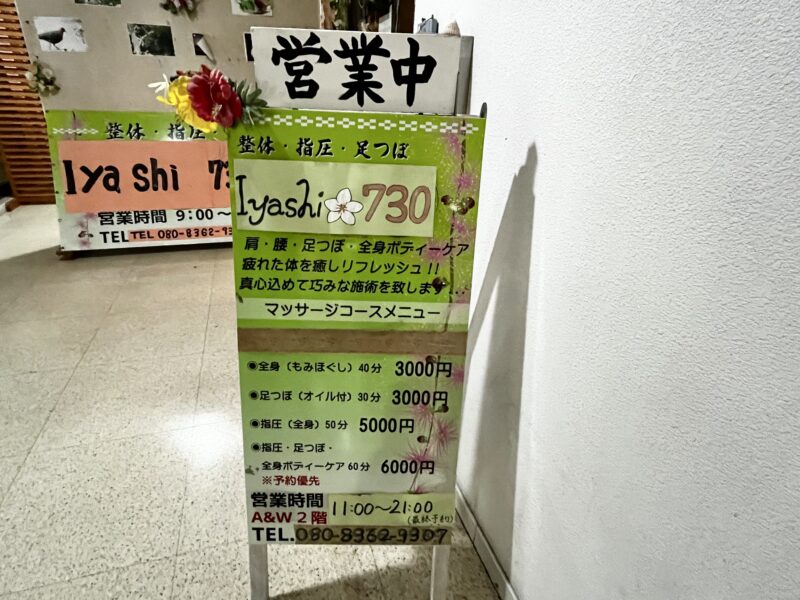 営業中
整体・指圧・足つぼ
Iyashi 730
肩・腰・足つぼ・全身ボディーケア
疲れた体を癒しリフレッシュ!!
真心込めて巧みな施術を致します...
マッサージコースメニュー
◉全身(もみほぐし)40分 3000円
◉足つぼ(オイル付)30分 3000円
◉指圧(全身)50分 5000円
◉指圧・足つぼ・
全身ボディーケア60分 6000円
※予約優先
営業時間 11:00~21:00
A&W2階 (最終予約)
TEL.080-8362-9307
整体・指圧・
Iyashi 73
営業時間 9:00~
TEL TEL 080-8362-93